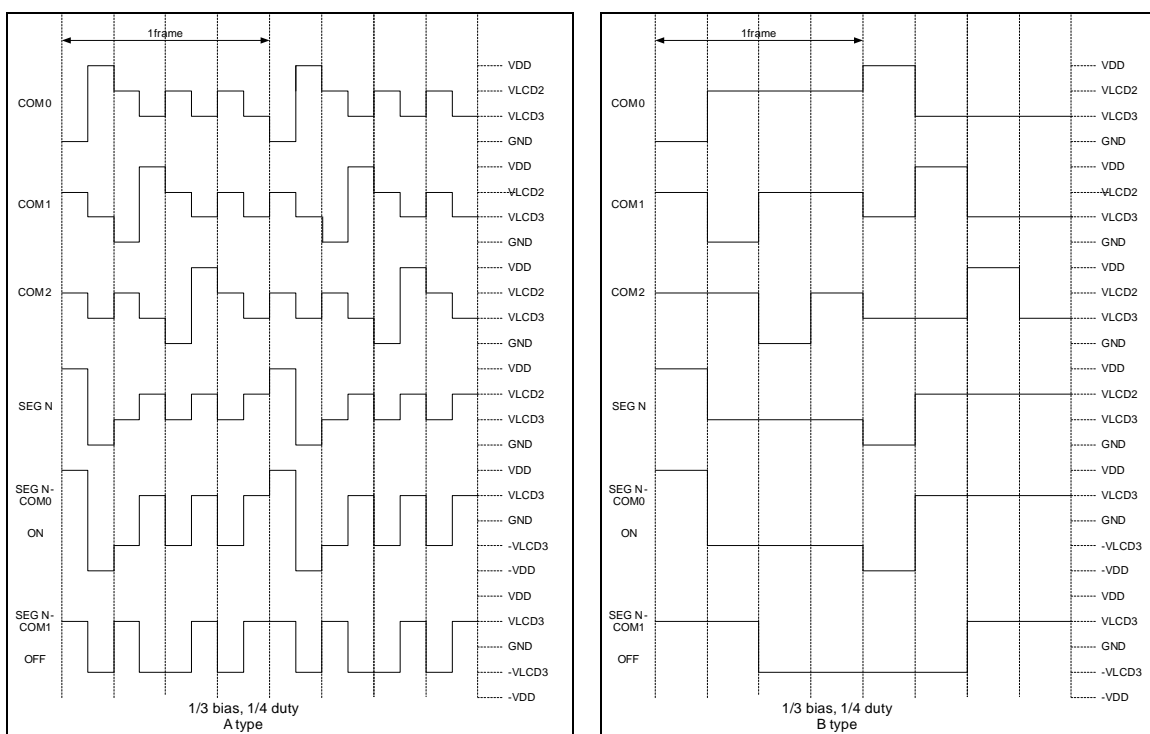 1frame
COM0
VDD
VLCD2
VLCD3
GND
COM1
VDD
VLCD2
VLCD3
GND
COM2
VDD
VLCD2
VLCD3
GND
SEG N
VDD
VLCD2
VLCD3
GND
SEG N-
COM0
ON
VDD
VLCD3
GND
-VLCD3
-VDD
SEG N-
COM1
OFF
VDD
VLCD3
GND
-VLCD3
-VDD
1/3 bias, 1/4 duty
A type
1frame
COM0
VDD
VLCD2
VLCD3
GND
COM1
VDD
VLCD2
VLCD3
GND
COM2
VDD
VLCD2
VLCD3
GND
SEG N
VDD
VLCD2
VLCD3
GND
SEG N-
COM0
ON
VDD
VLCD3
GND
-VLCD3
-VDD
SEG N-
COM1
OFF
VDD
VLCD3
GND
-VLCD3
-VDD
1/3 bias, 1/4 duty
B type